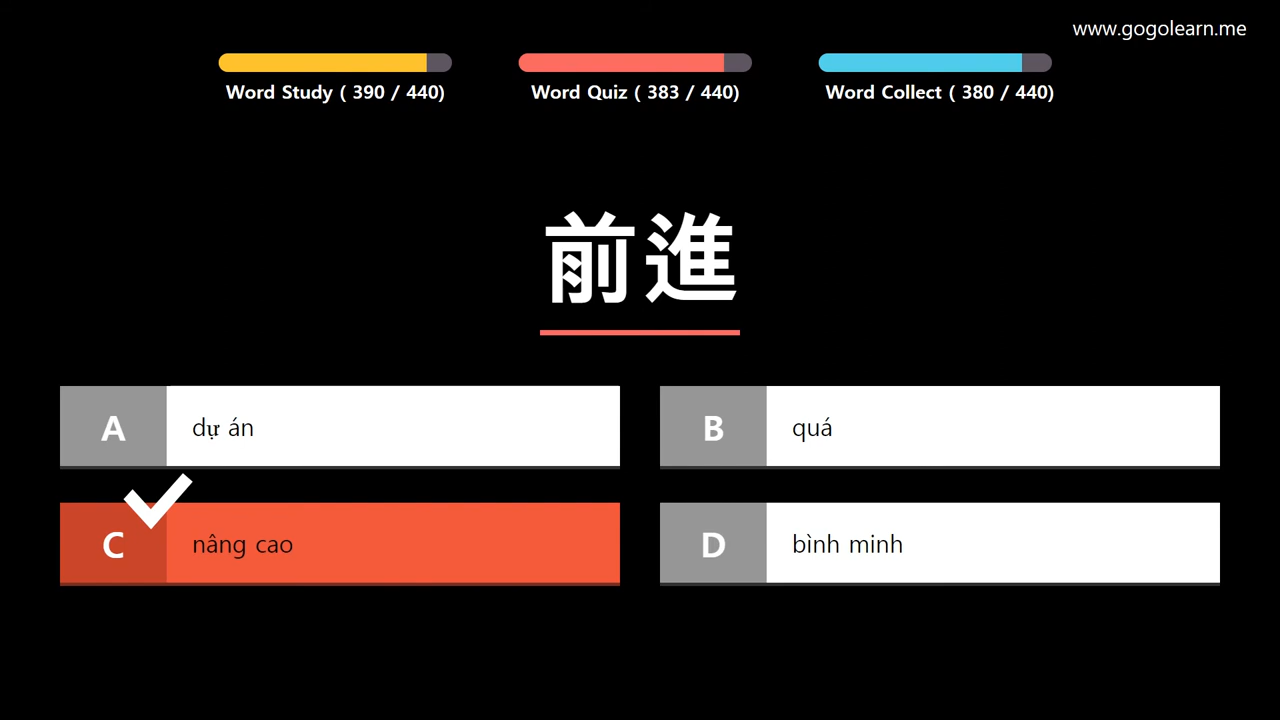 www.gogolearn.me
Word Study ( 390 / 440)
Word Quiz ( 383 / 440)
Word Collect ( 380 / 440)
前進
A
dự án
B
quá
C
nâng cao
D
bình minh